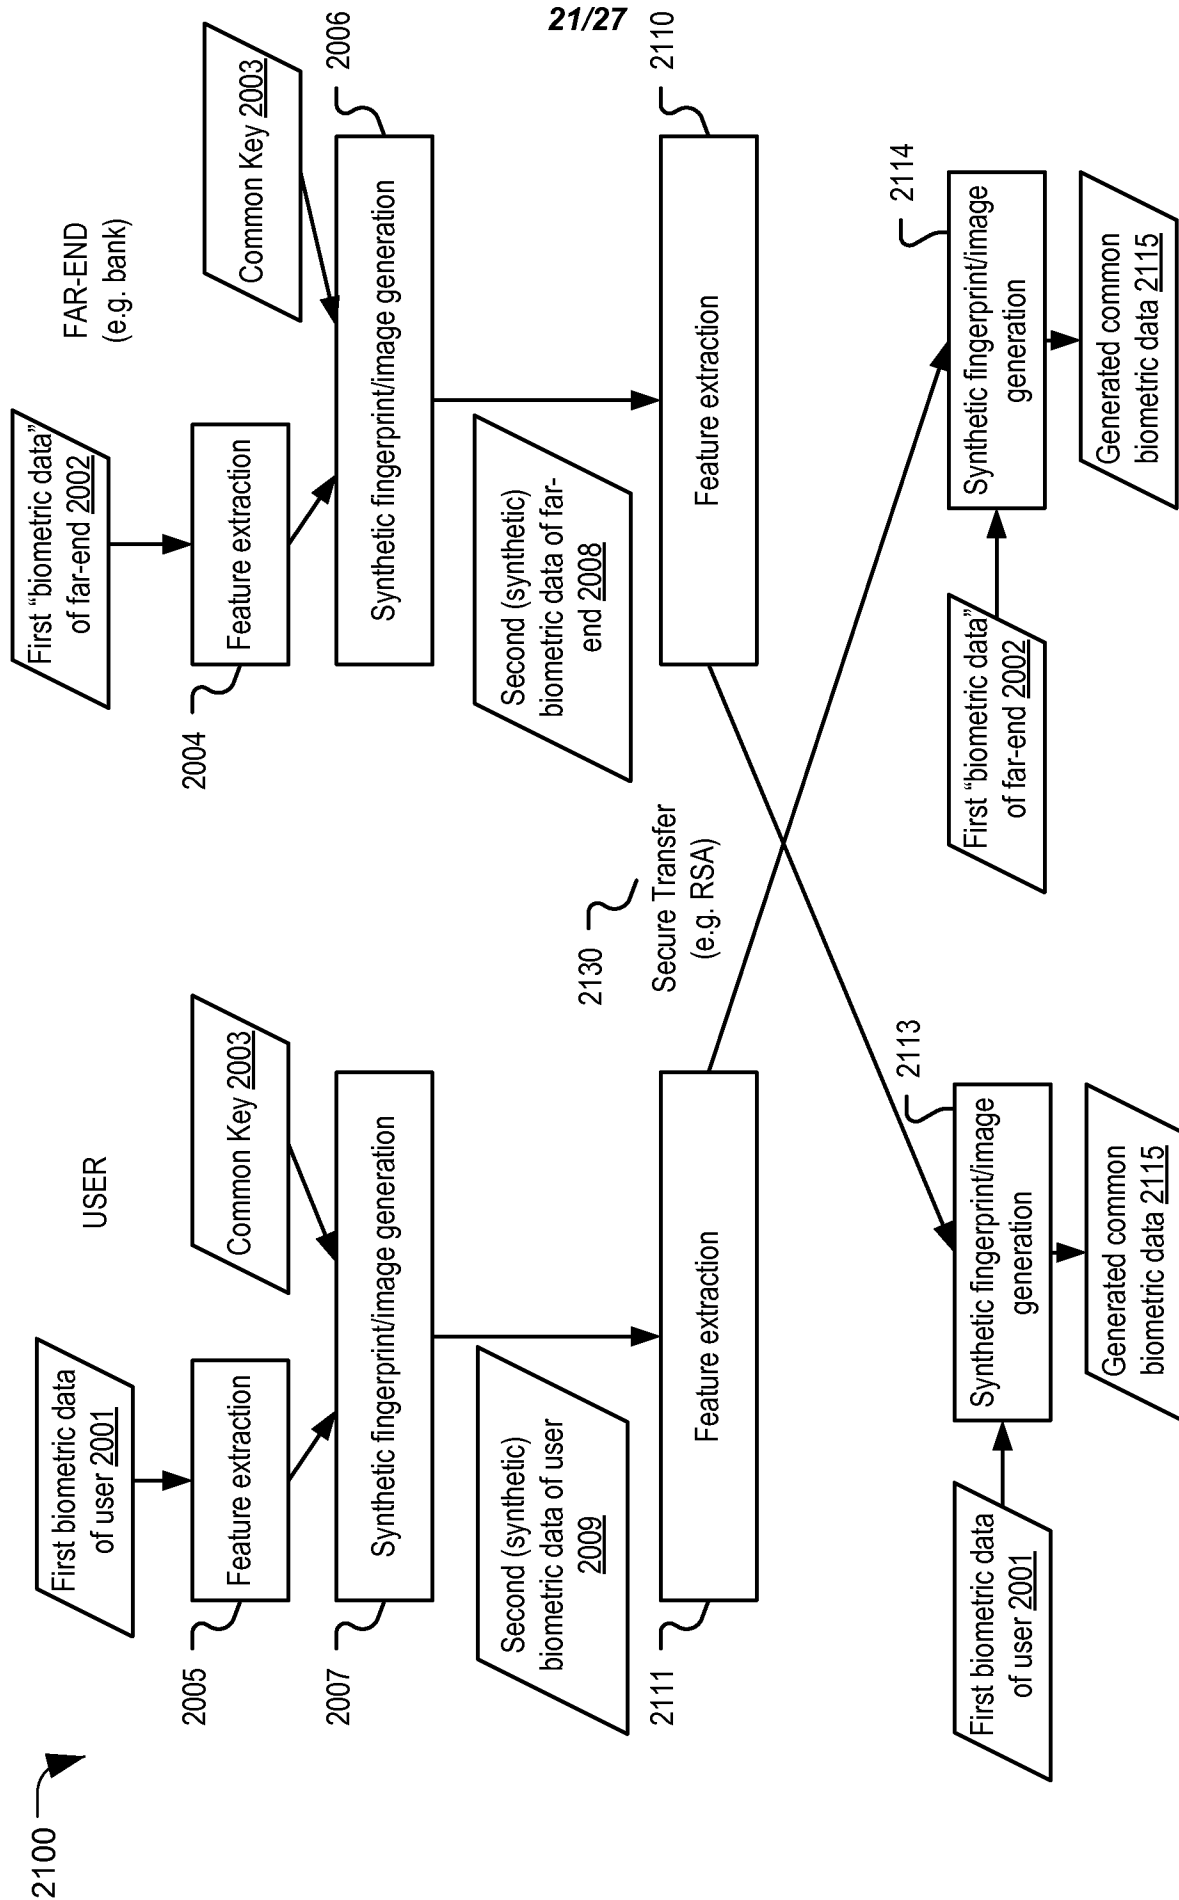 21/27
2100
USER
FAR-END
(e.g. bank)
First biometric data
of user 2001
First “biometric data”
of far-end 2002
2005
Feature extraction
Common Key 2003
2004
Feature extraction
Common Key 2003
2007
Synthetic fingerprint/image generation
2006
Synthetic fingerprint/image generation
Second (synthetic)
biometric data of user
2009
Second (synthetic)
biometric data of far-
end 2008
2111
Feature extraction
2130
Secure Transfer
(e.g. RSA)
2110
Feature extraction
First biometric data
of user 2001
2113
Synthetic fingerprint/image
generation
First “biometric data”
of far-end 2002
2114
Synthetic fingerprint/image
generation
Generated common
biometric data 2115
Generated common
biometric data 2115